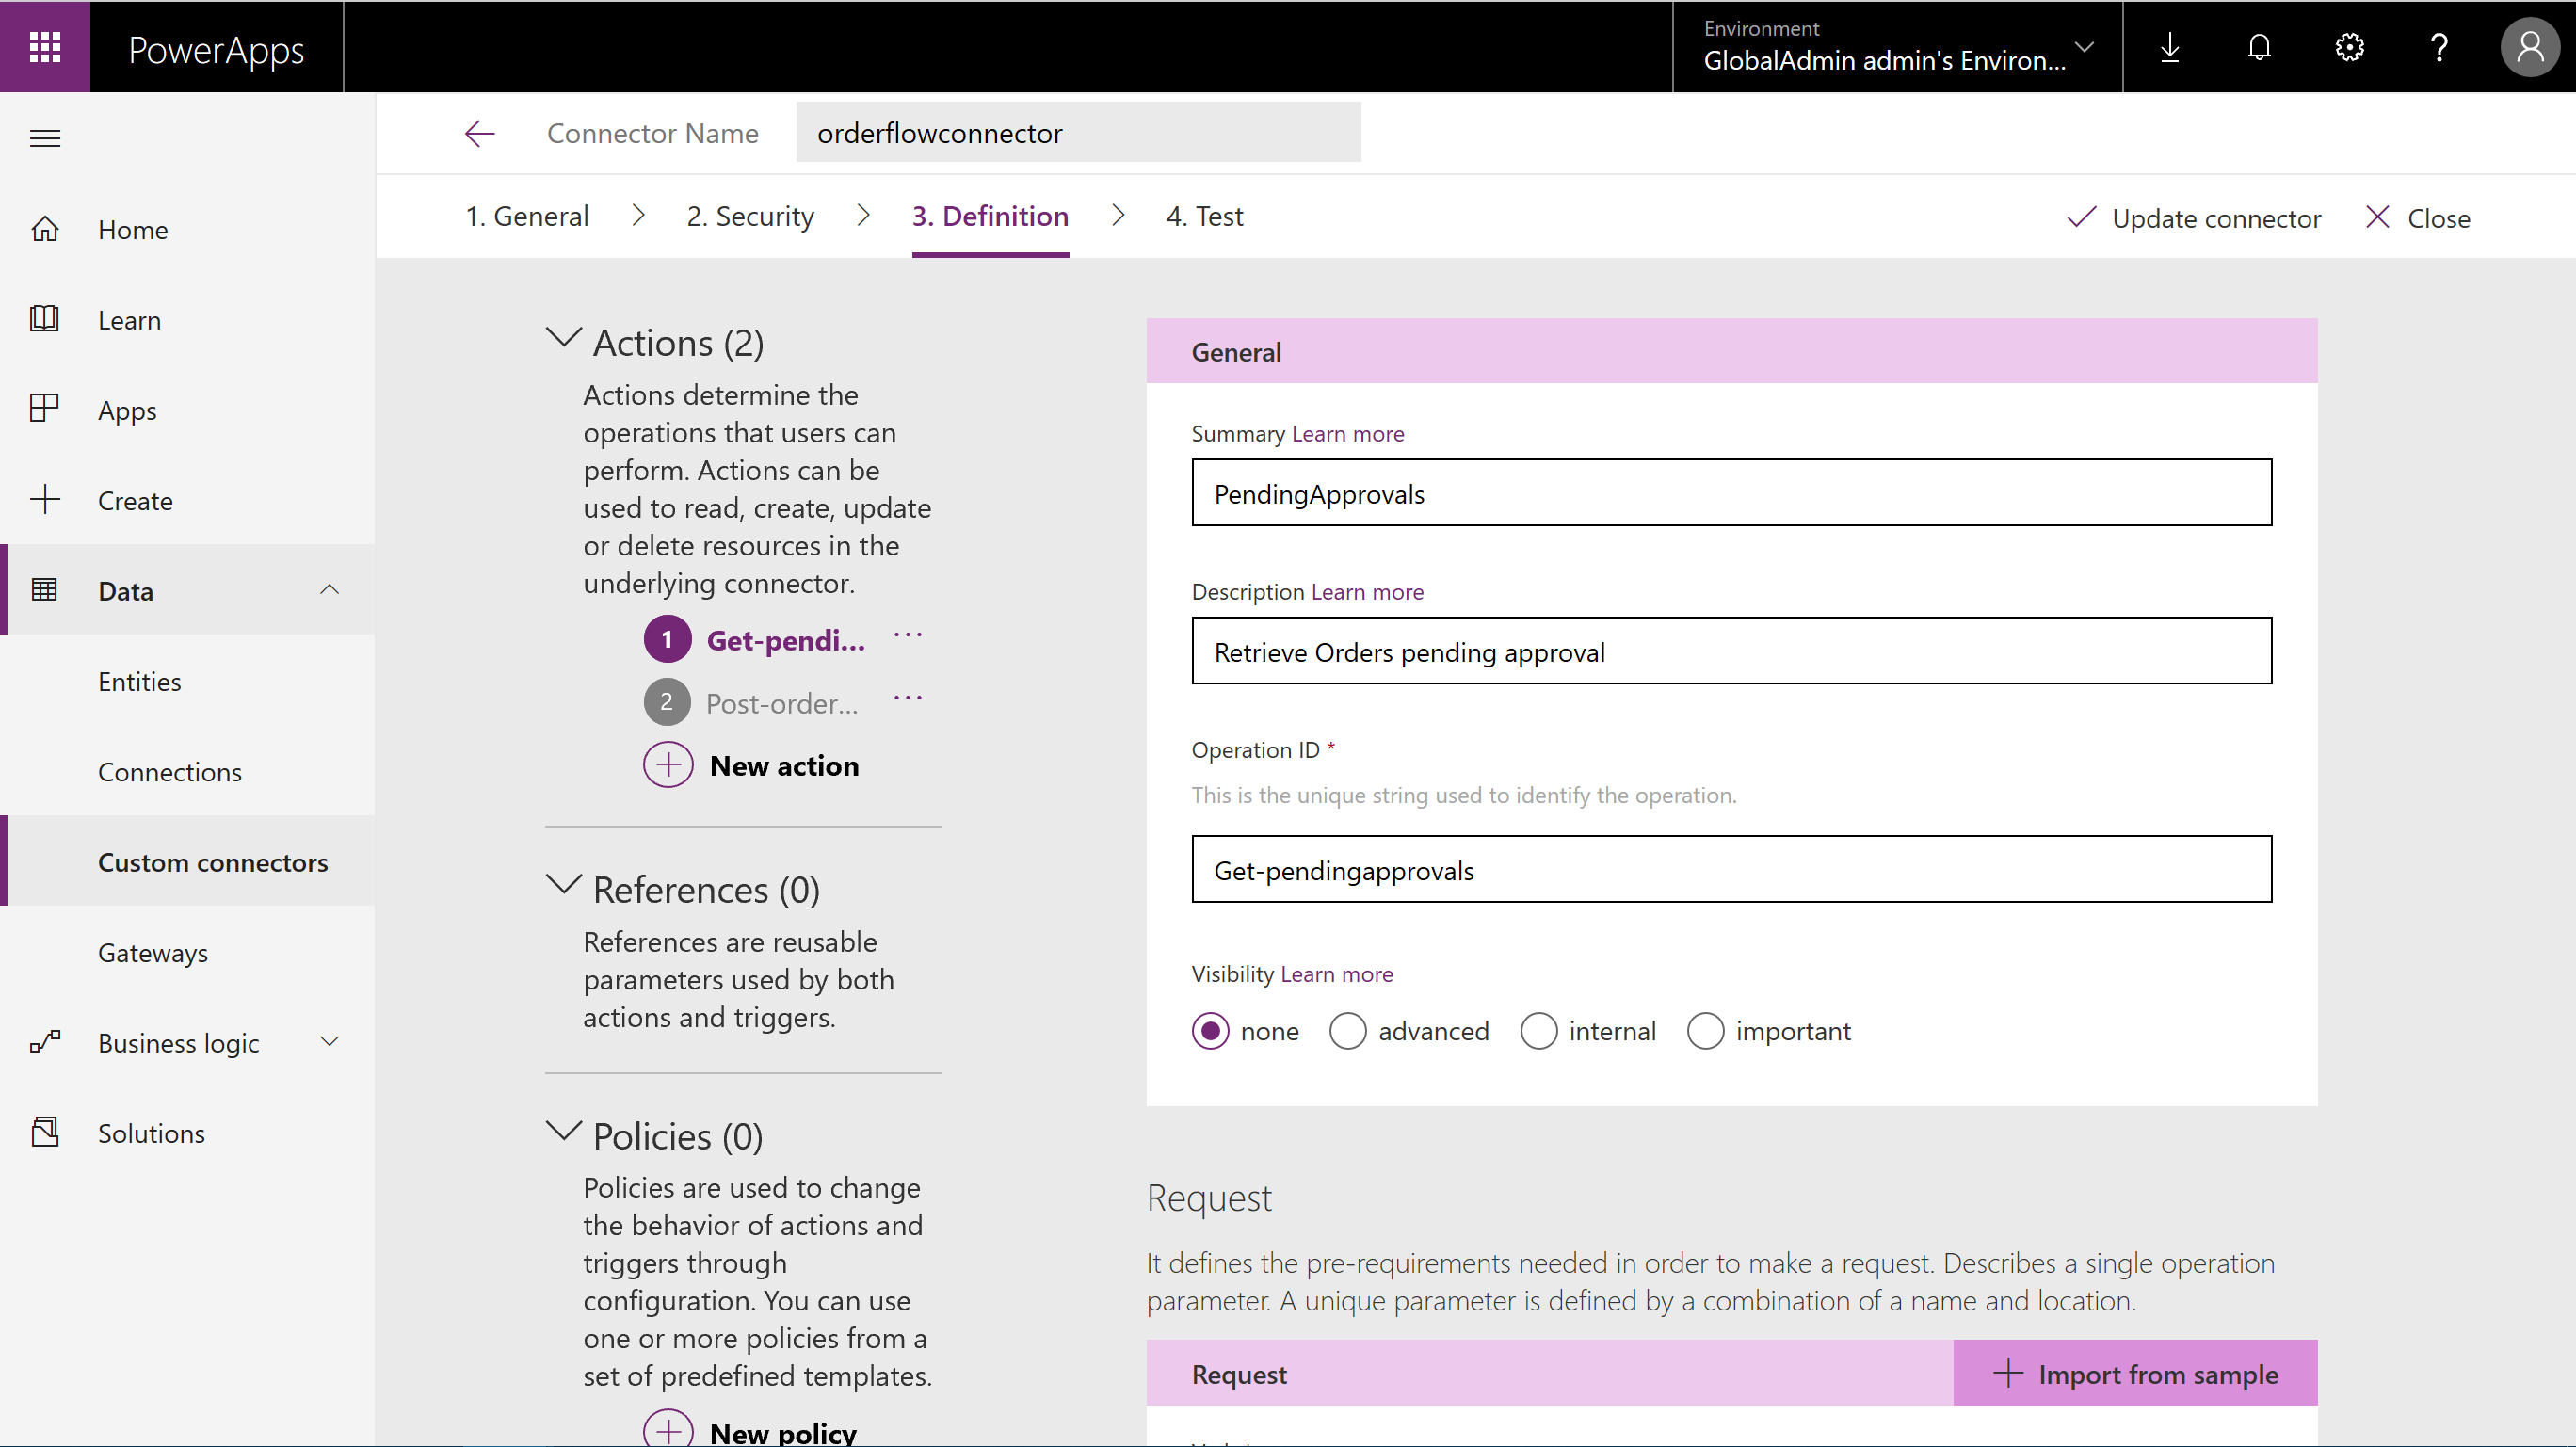 PowerApps
Environment
GlobalAdmin admin's Environ...
Connector Name
orderflowconnector
1. General
2. Security
3. Definition
4. Test
Update connector
Close
Home
Learn
Apps
Create
Data
Entities
Connections
Custom connectors
Gateways
Business logic
Solutions
Actions (2)
Actions determine the
operations that users can
perform. Actions can be
used to read, create, update
or delete resources in the
underlying connector.
1 Get-pendi... ...
2 Post-order... ...
New action
References (0)
References are reusable
parameters used by both
actions and triggers.
Policies (0)
Policies are used to change
the behavior of actions and
triggers through
configuration. You can use
one or more policies from a
set of predefined templates.
New policy
General
Summary Learn more
PendingApprovals
Description Learn more
Retrieve Orders pending approval
Operation ID *
This is the unique string used to identify the operation.
Get-pendingapprovals
Visibility Learn more
none advanced internal important
Request
It defines the pre-requirements needed in order to make a request. Describes a single operation
parameter. A unique parameter is defined by a combination of a name and location.
Request
Import from sample